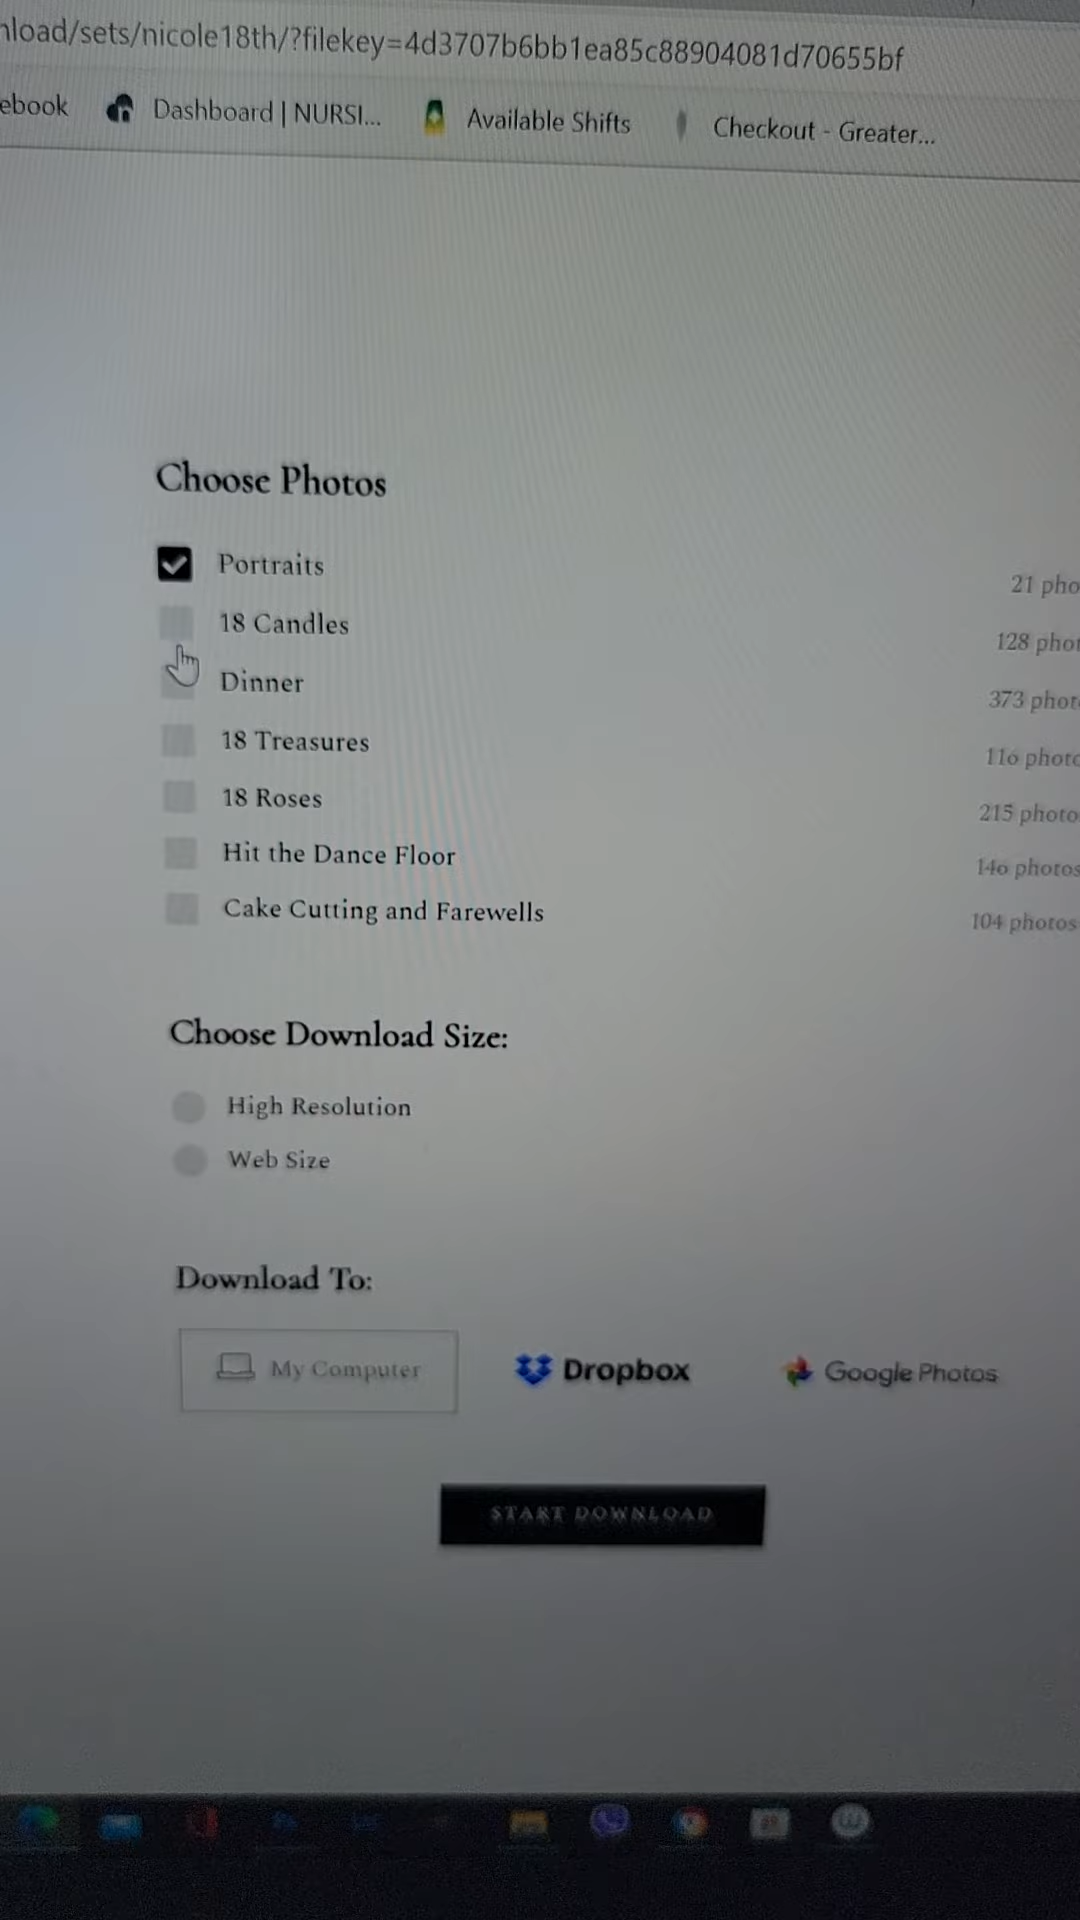 nload/sets/nicole18th/?filekey=4d3707b6bb1ea85c88904081d70655bf
ebook Dashboard | NURSI... Available Shifts Checkout - Greater...
Choose Photos
Portraits 21 pho
18 Candles 128 phot
Dinner 373 phot
18 Treasures 116 photo
18 Roses 215 photo
Hit the Dance Floor 146 photos
Cake Cutting and Farewells 104 photos
Choose Download Size:
High Resolution
Web Size
Download To:
My Computer Dropbox Google Photos
START DOWNLOAD